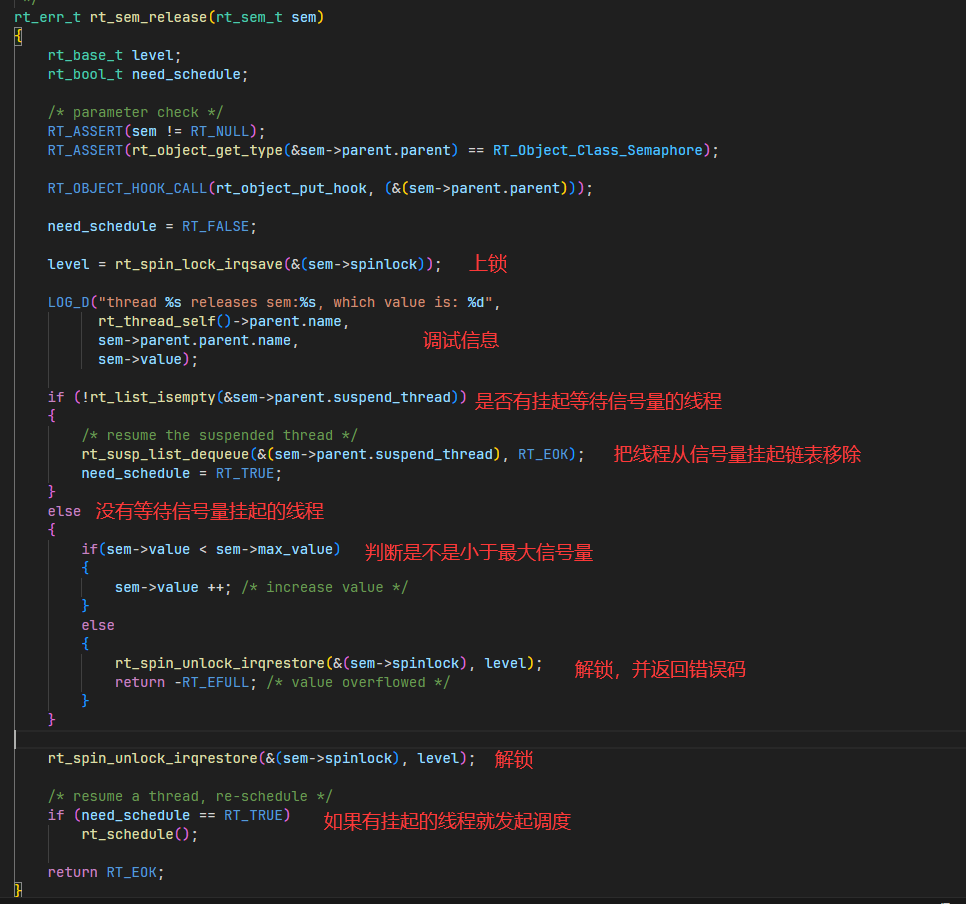 */
rt_err_t rt_sem_release(rt_sem_t sem)
{
    rt_base_t level;
    rt_bool_t need_schedule;
    /* parameter check */
    RT_ASSERT(sem != RT_NULL);
    RT_ASSERT(rt_object_get_type(&sem->parent.parent) == RT_Object_Class_Semaphore);
    RT_OBJECT_HOOK_CALL(rt_object_put_hook, (&(sem->parent.parent)));
    need_schedule = RT_FALSE;
    level = rt_spin_lock_irqsave(&(sem->spinlock)); 上锁
    LOG_D("thread %s releases sem:%s, which value is: %d",
          rt_thread_self()->parent.name,
          sem->parent.parent.name, 调试信息
          sem->value);
    if (!rt_list_isempty(&sem->parent.suspend_thread)) 是否有挂起等待信号量的线程
    {
        /* resume the suspended thread */
        rt_susp_list_dequeue(&(sem->parent.suspend_thread), RT_EOK); 把线程从信号量挂起链表移除
        need_schedule = RT_TRUE;
    }
    else 没有等待信号量挂起的线程
    {
        if(sem->value < sem->max_value) 判断是不是小于最大信号量
        {
            sem->value ++; /* increase value */
        }
        else
        {
            rt_spin_unlock_irqrestore(&(sem->spinlock), level); 解锁，并返回错误码
            return -RT_EFULL; /* value overflowed */
        }
    }
    rt_spin_unlock_irqrestore(&(sem->spinlock), level); 解锁
    /* resume a thread, re-schedule */
    if (need_schedule == RT_TRUE) 如果有挂起的线程就发起调度
        rt_schedule();
    return RT_EOK;
}